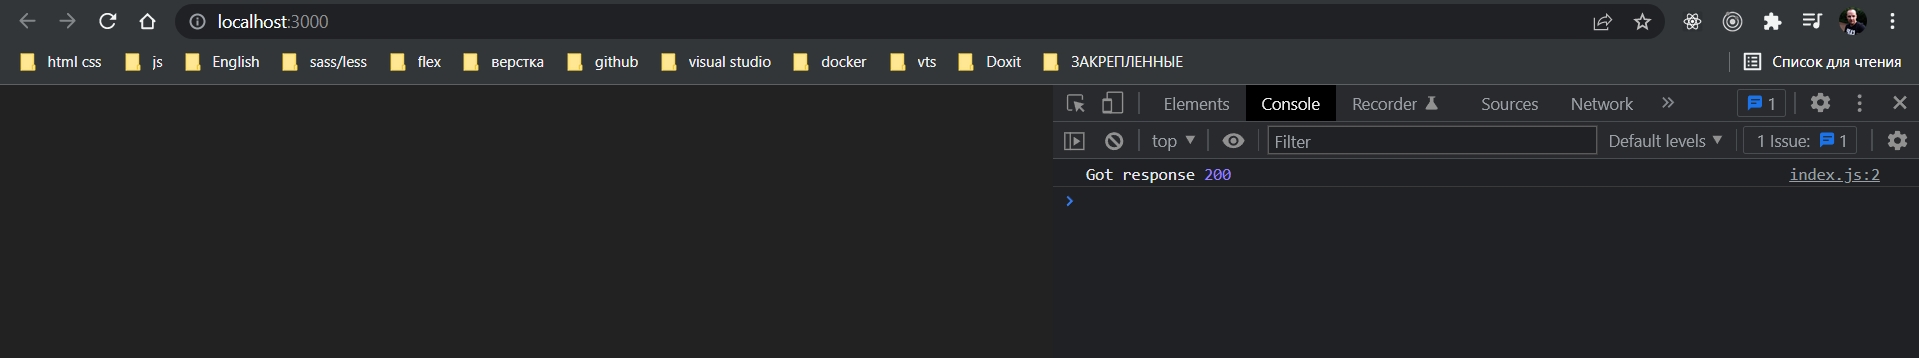 localhost:3000
html css js English sass/less flex верстка github visual studio docker vts Doxit ЗАКРЕПЛЕННЫЕ Список для чтения
Elements Console Recorder Sources Network » 1
top Filter Default levels 1 Issue: 1
Got response 200 index.js:2